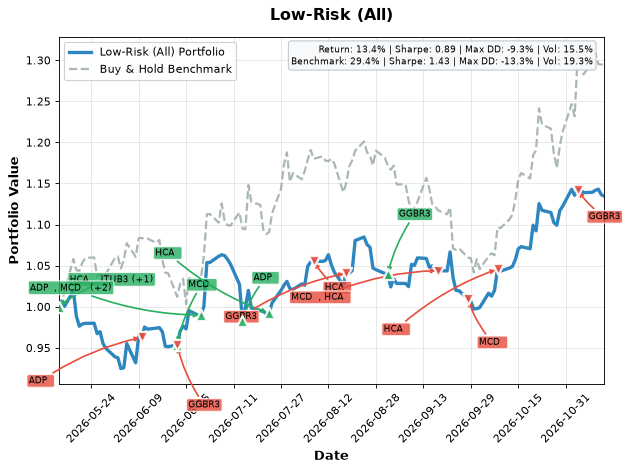 Low-Risk (All)
Low-Risk (All) Portfolio
Buy & Hold Benchmark
Return: 13.4% | Sharpe: 0.89 | Max DD: -9.3% | Vol: 15.5%
Benchmark: 29.4% | Sharpe: 1.43 | Max DD: -13.3% | Vol: 19.3%
Portfolio Value
1.30
1.25
1.20
1.15
1.10
1.05
1.00
0.95
GGBR3
GGBR3
HCA
HCA
ITUB3 (+1)
ADP
ADP , MCD (+2)
MCD
HCA
MCD , HCA
GGBR3
HCA
MCD
ADP
GGBR3
2026-05-24
2026-06-09
2026-07-11
2026-07-27
2026-08-12
2026-08-28
2026-09-13
2026-09-29
2026-10-15
2026-10-31
Date